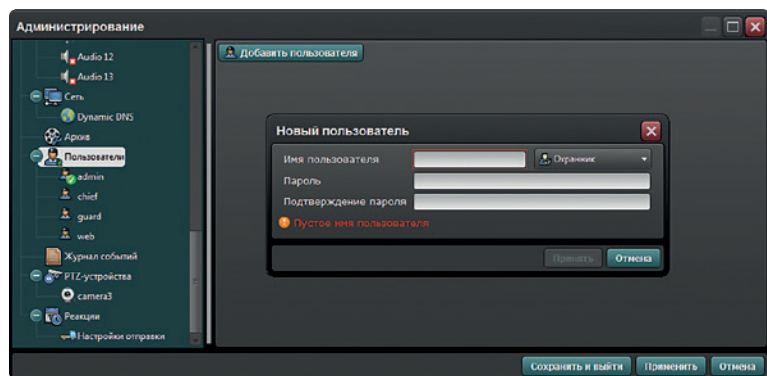 Администрирование
Audio 12
Audio 13
Сеть
Dynamic DNS
Архив
Пользователи
admin
chief
guard
web
Журнал событий
PTZ-устройства
camera3
Реакции
Настройки отправки
Добавить пользователя
Новый пользователь
Имя пользователя
Охранник
Пароль
Подтверждение пароля
Пустое имя пользователя
Принять
Отмена
Сохранить и выйти
Применить
Отмена